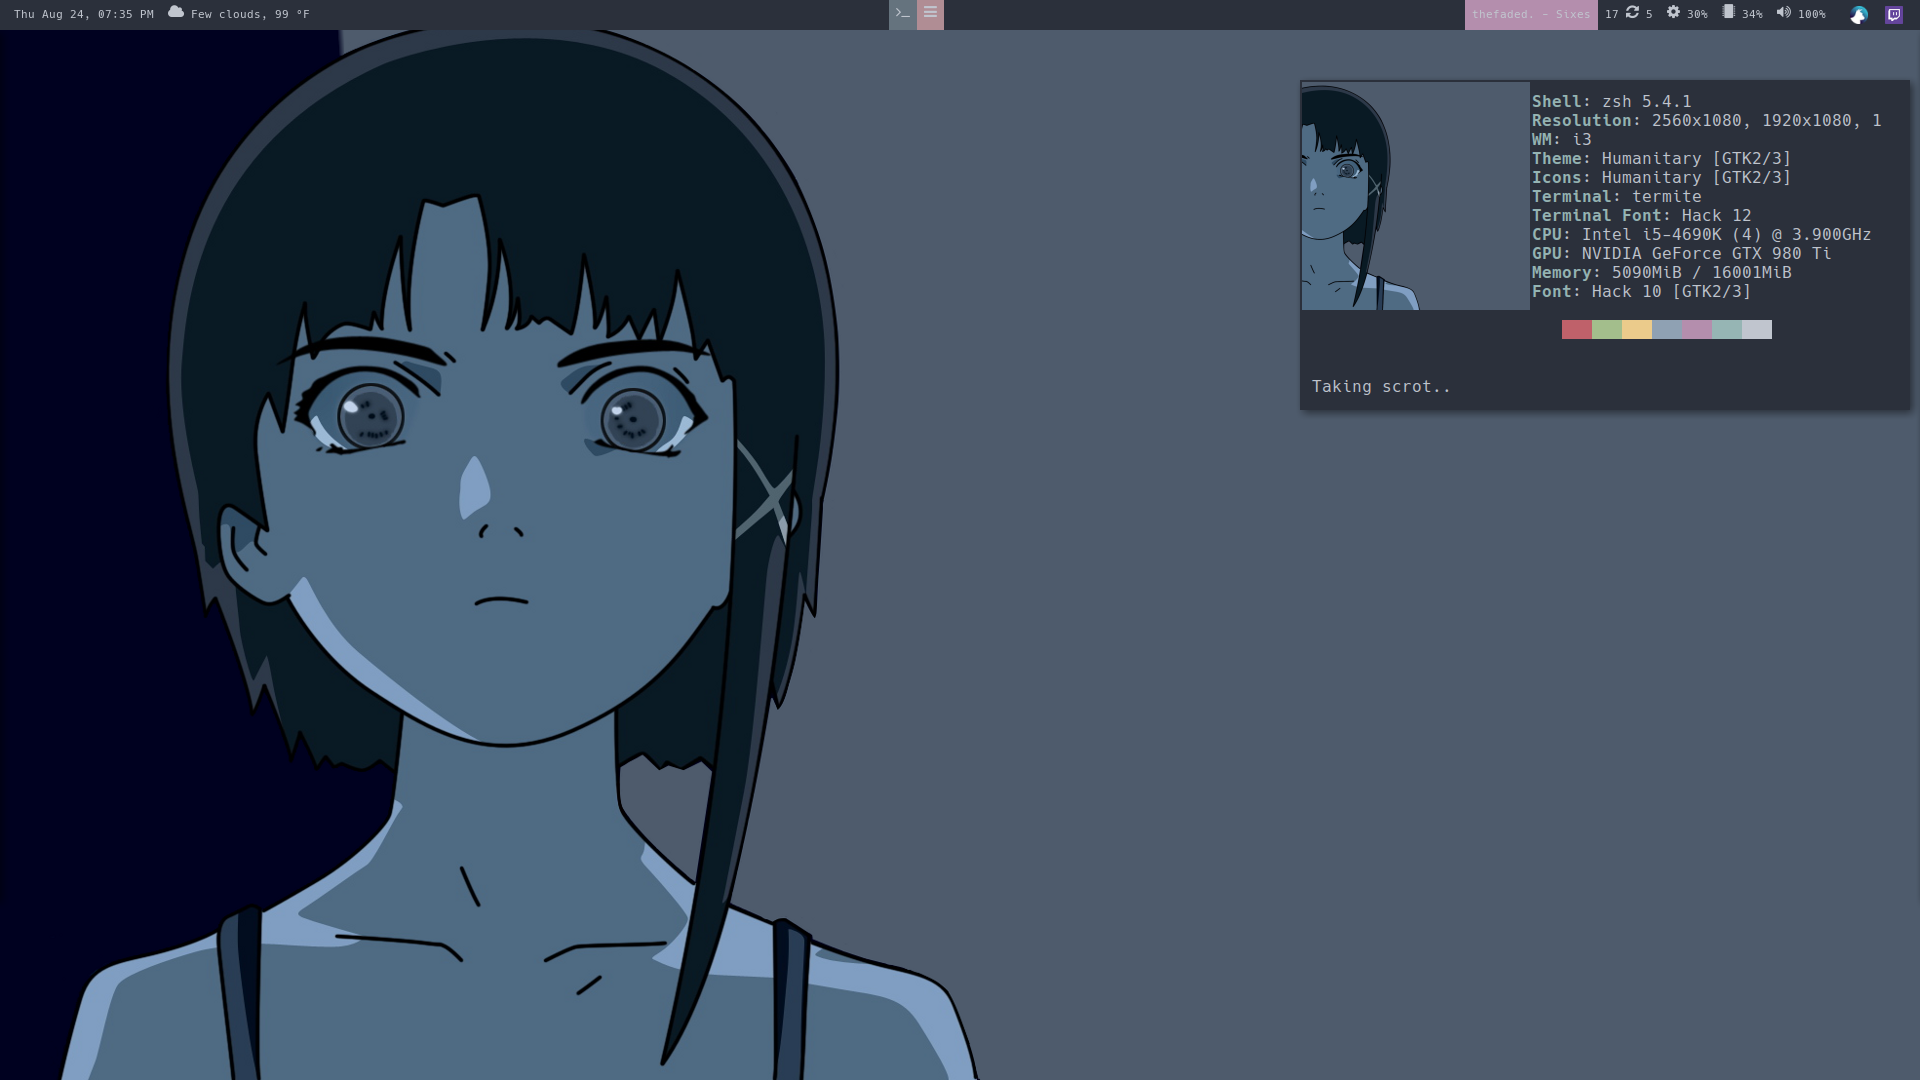 Thu Aug 24, 07:35 PM Few clouds, 99 °F
thefaded. - Sixes 17 5 30% 34% 100%
Shell: zsh 5.4.1
Resolution: 2560x1080, 1920x1080, 1
WM: i3
Theme: Humanitary [GTK2/3]
Icons: Humanitary [GTK2/3]
Terminal: termite
Terminal Font: Hack 12
CPU: Intel i5-4690K (4) @ 3.900GHz
GPU: NVIDIA GeForce GTX 980 Ti
Memory: 5090MiB / 16001MiB
Font: Hack 10 [GTK2/3]
Taking scrot..